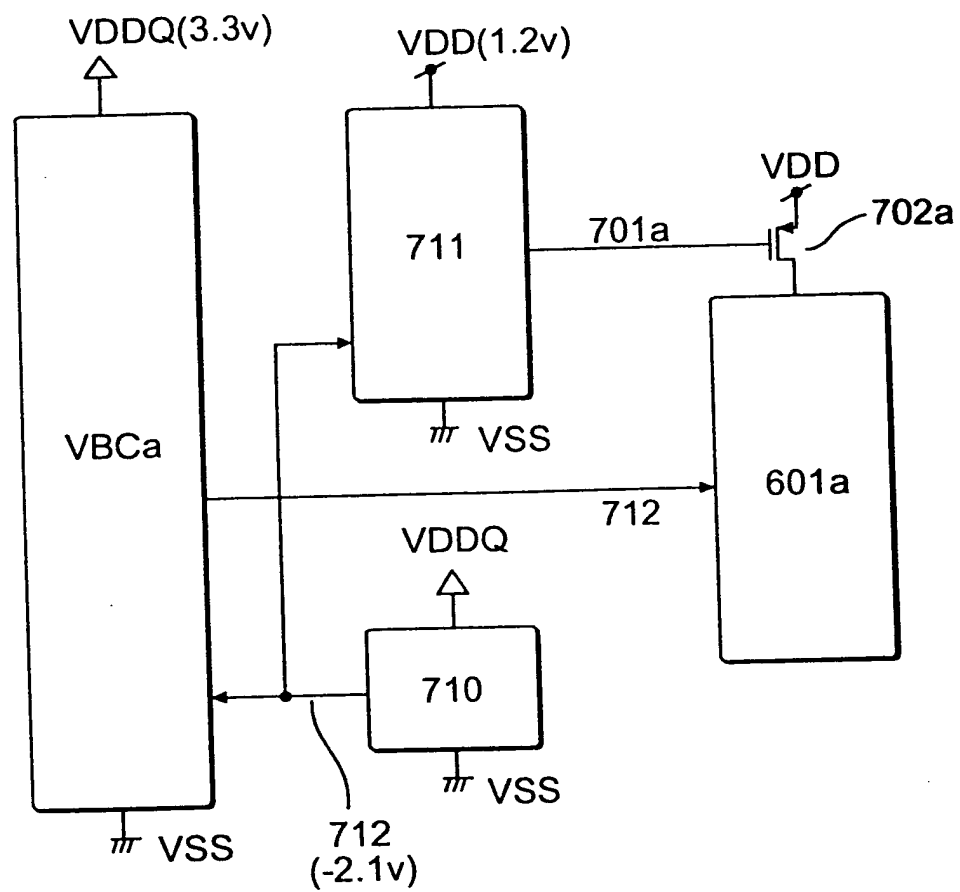 VDDQ(3.3v)
VDD(1.2v)
VDD
702a
701a
711
VSS
VBCa
601a
712
VDDQ
710
VSS
712
(-2.1v)
VSS